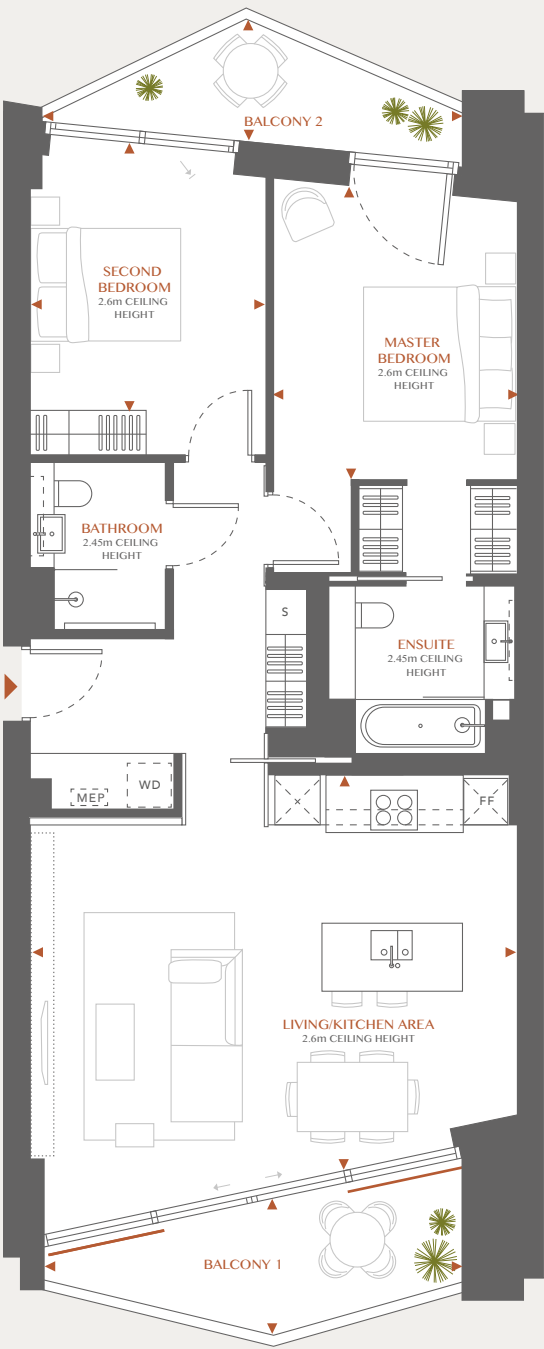 BALCONY 2
SECOND
BEDROOM
2.6m CEILING
HEIGHT
MASTER
BEDROOM
2.6m CEILING
HEIGHT
BATHROOM
2.45m CEILING
HEIGHT
S
ENSUITE
2.45m CEILING
HEIGHT
WD
MEP
FF
LIVING/KITCHEN AREA
2.6m CEILING HEIGHT
BALCONY 1